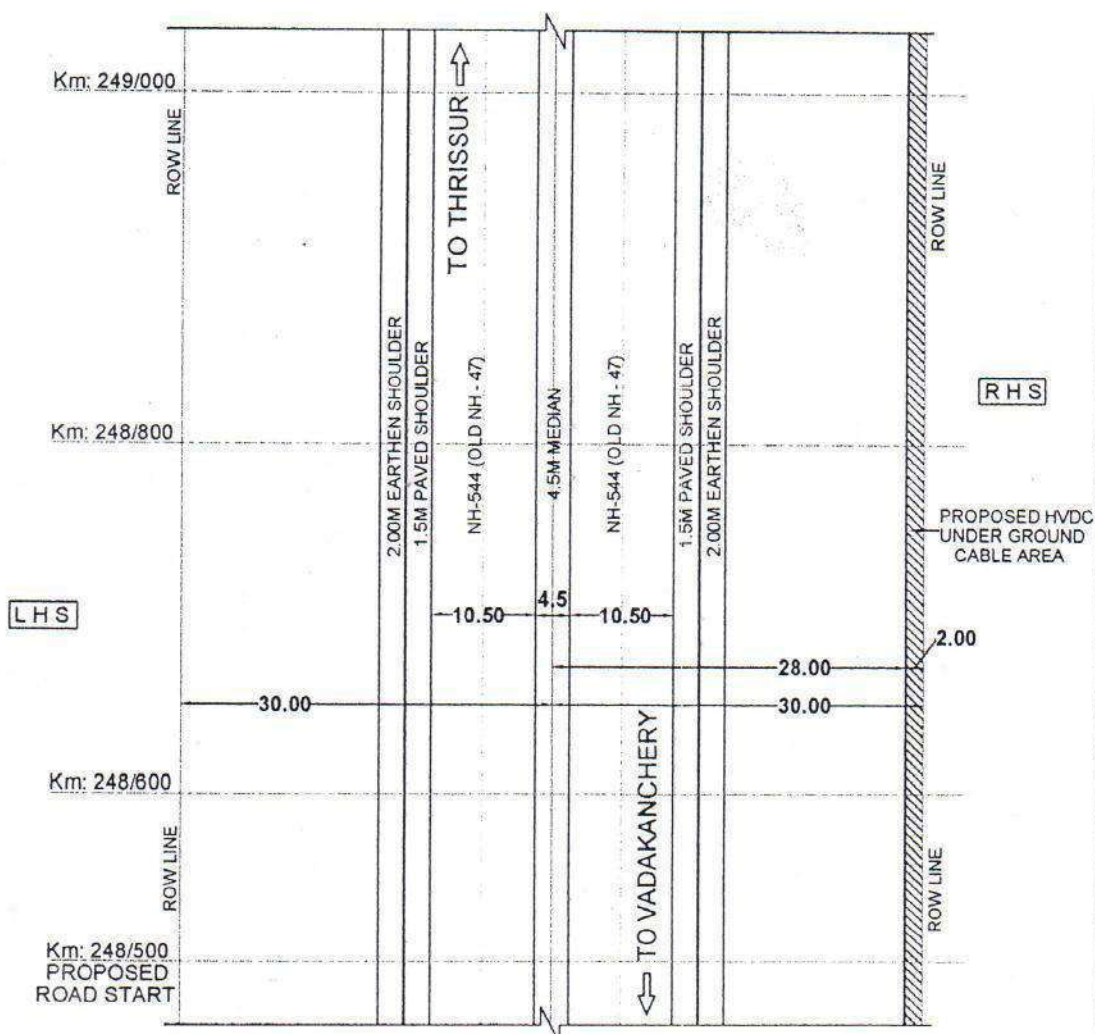 Km: 249/000
ROW LINE
TO THRISSUR
ROW LINE
2.00M EARTHEN SHOULDER
1.5M PAVED SHOULDER
NH-544 (OLD NH - 47)
4.5M MEDIAN
NH-544 (OLD NH - 47)
1.5M PAVED SHOULDER
2.00M EARTHEN SHOULDER
RHS
Km: 248/800
PROPOSED HVDC
UNDER GROUND
CABLE AREA
LHS
10.50
4.5
10.50
2.00
28.00
30.00
30.00
TO VADAKANCHERY
Km: 248/600
ROW LINE
ROW LINE
Km: 248/500
PROPOSED
ROAD START